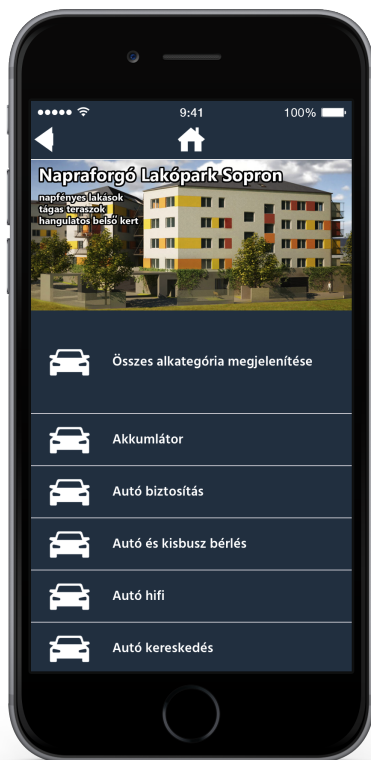 9:41
100%
Napraforgó Lakópark Sopron
napfényes lakások
tágas teraszok
hangulatos belső kert
Összes alkategória megjelenítése
Akkumlátor
Autó biztosítás
Autó és kisbusz bérlés
Autó hifi
Autó kereskedés